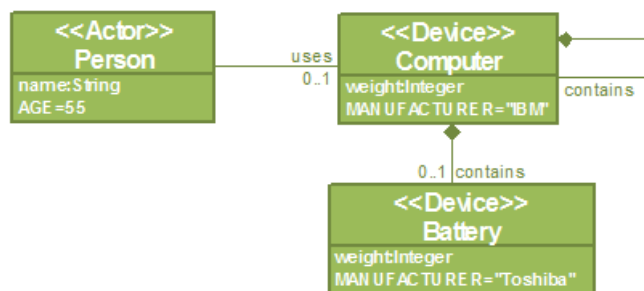 <<Actor>>
Person
name:String
AGE=55
uses
0..1
<<Device>>
Computer
weight:Integer
MANUFACTURER="IBM"
contains
0..1 contains
<<Device>>
Battery
weight:Integer
MANUFACTURER="Toshiba"